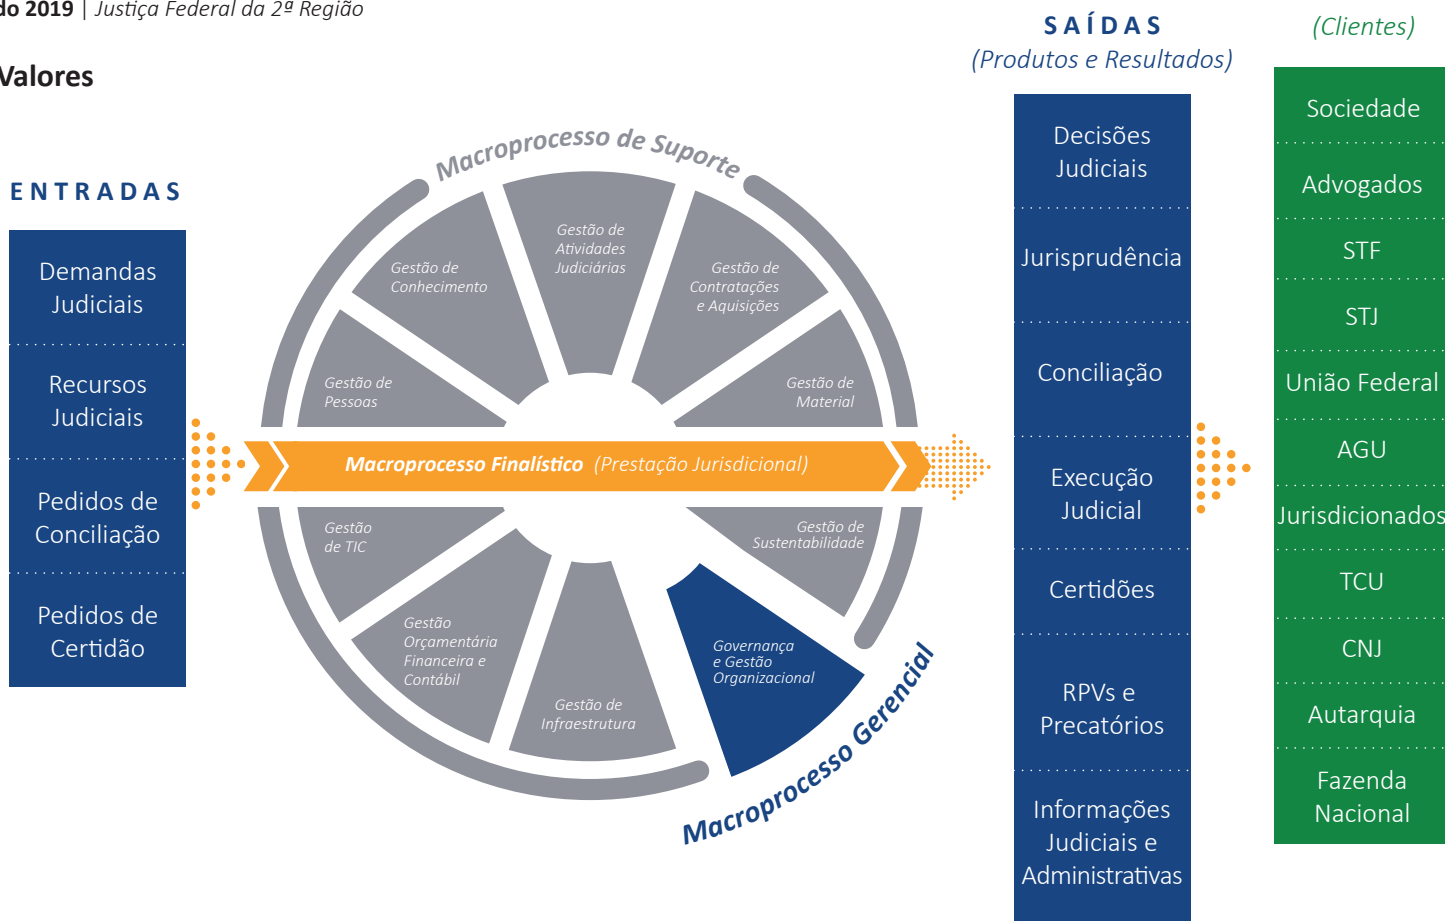 do 2019 | Justiça Federal da 2ª Região
Valores
ENTRADAS
Demandas
Judiciais
Recursos
Judiciais
Pedidos de
Conciliação
Pedidos de
Certidão
Macroprocesso de Suporte
Gestão de
Pessoas
Gestão de
Conhecimento
Gestão de
Atividades
Judiciárias
Gestão de
Contratações
e Aquisições
Gestão de
Material
Macroprocesso Finalístico (Prestação Jurisdicional)
Gestão
de TIC
Gestão
Orçamentária
Financeira e
Contábil
Gestão de
Infraestrutura
Governança
e Gestão
Organizacional
Gestão de
Sustentabilidade
Macroprocesso Gerencial
SAÍDAS
(Produtos e Resultados)
Decisões
Judiciais
Jurisprudência
Conciliação
Execução
Judicial
Certidões
RPVs e
Precatórios
Informações
Judiciais e
Administrativas
(Clientes)
Sociedade
Advogados
STF
STJ
União Federal
AGU
Jurisdicionados
TCU
CNJ
Autarquia
Fazenda
Nacional